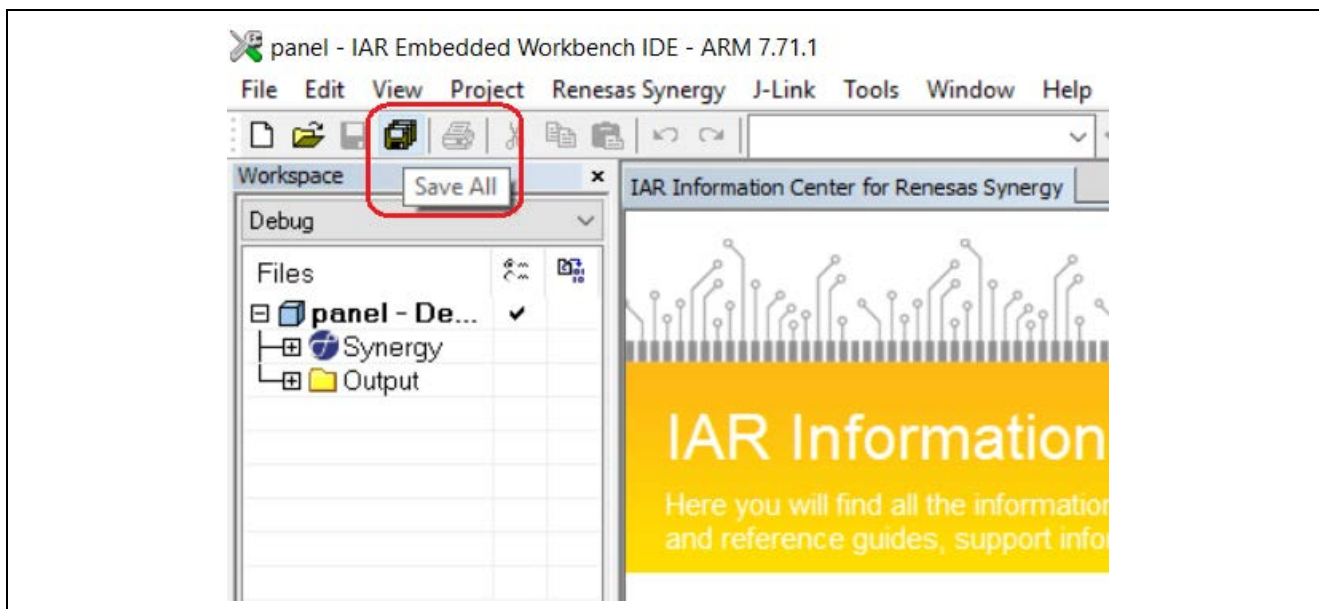 panel - IAR Embedded Workbench IDE - ARM 7.71.1
File Edit View Project Renesas Synergy J-Link Tools Window Help
Workspace
Save All
IAR Information Center for Renesas Synergy
Debug
Files
panel - De...
Synergy
Output
IAR Information
Here you will find all the information
and reference guides, support